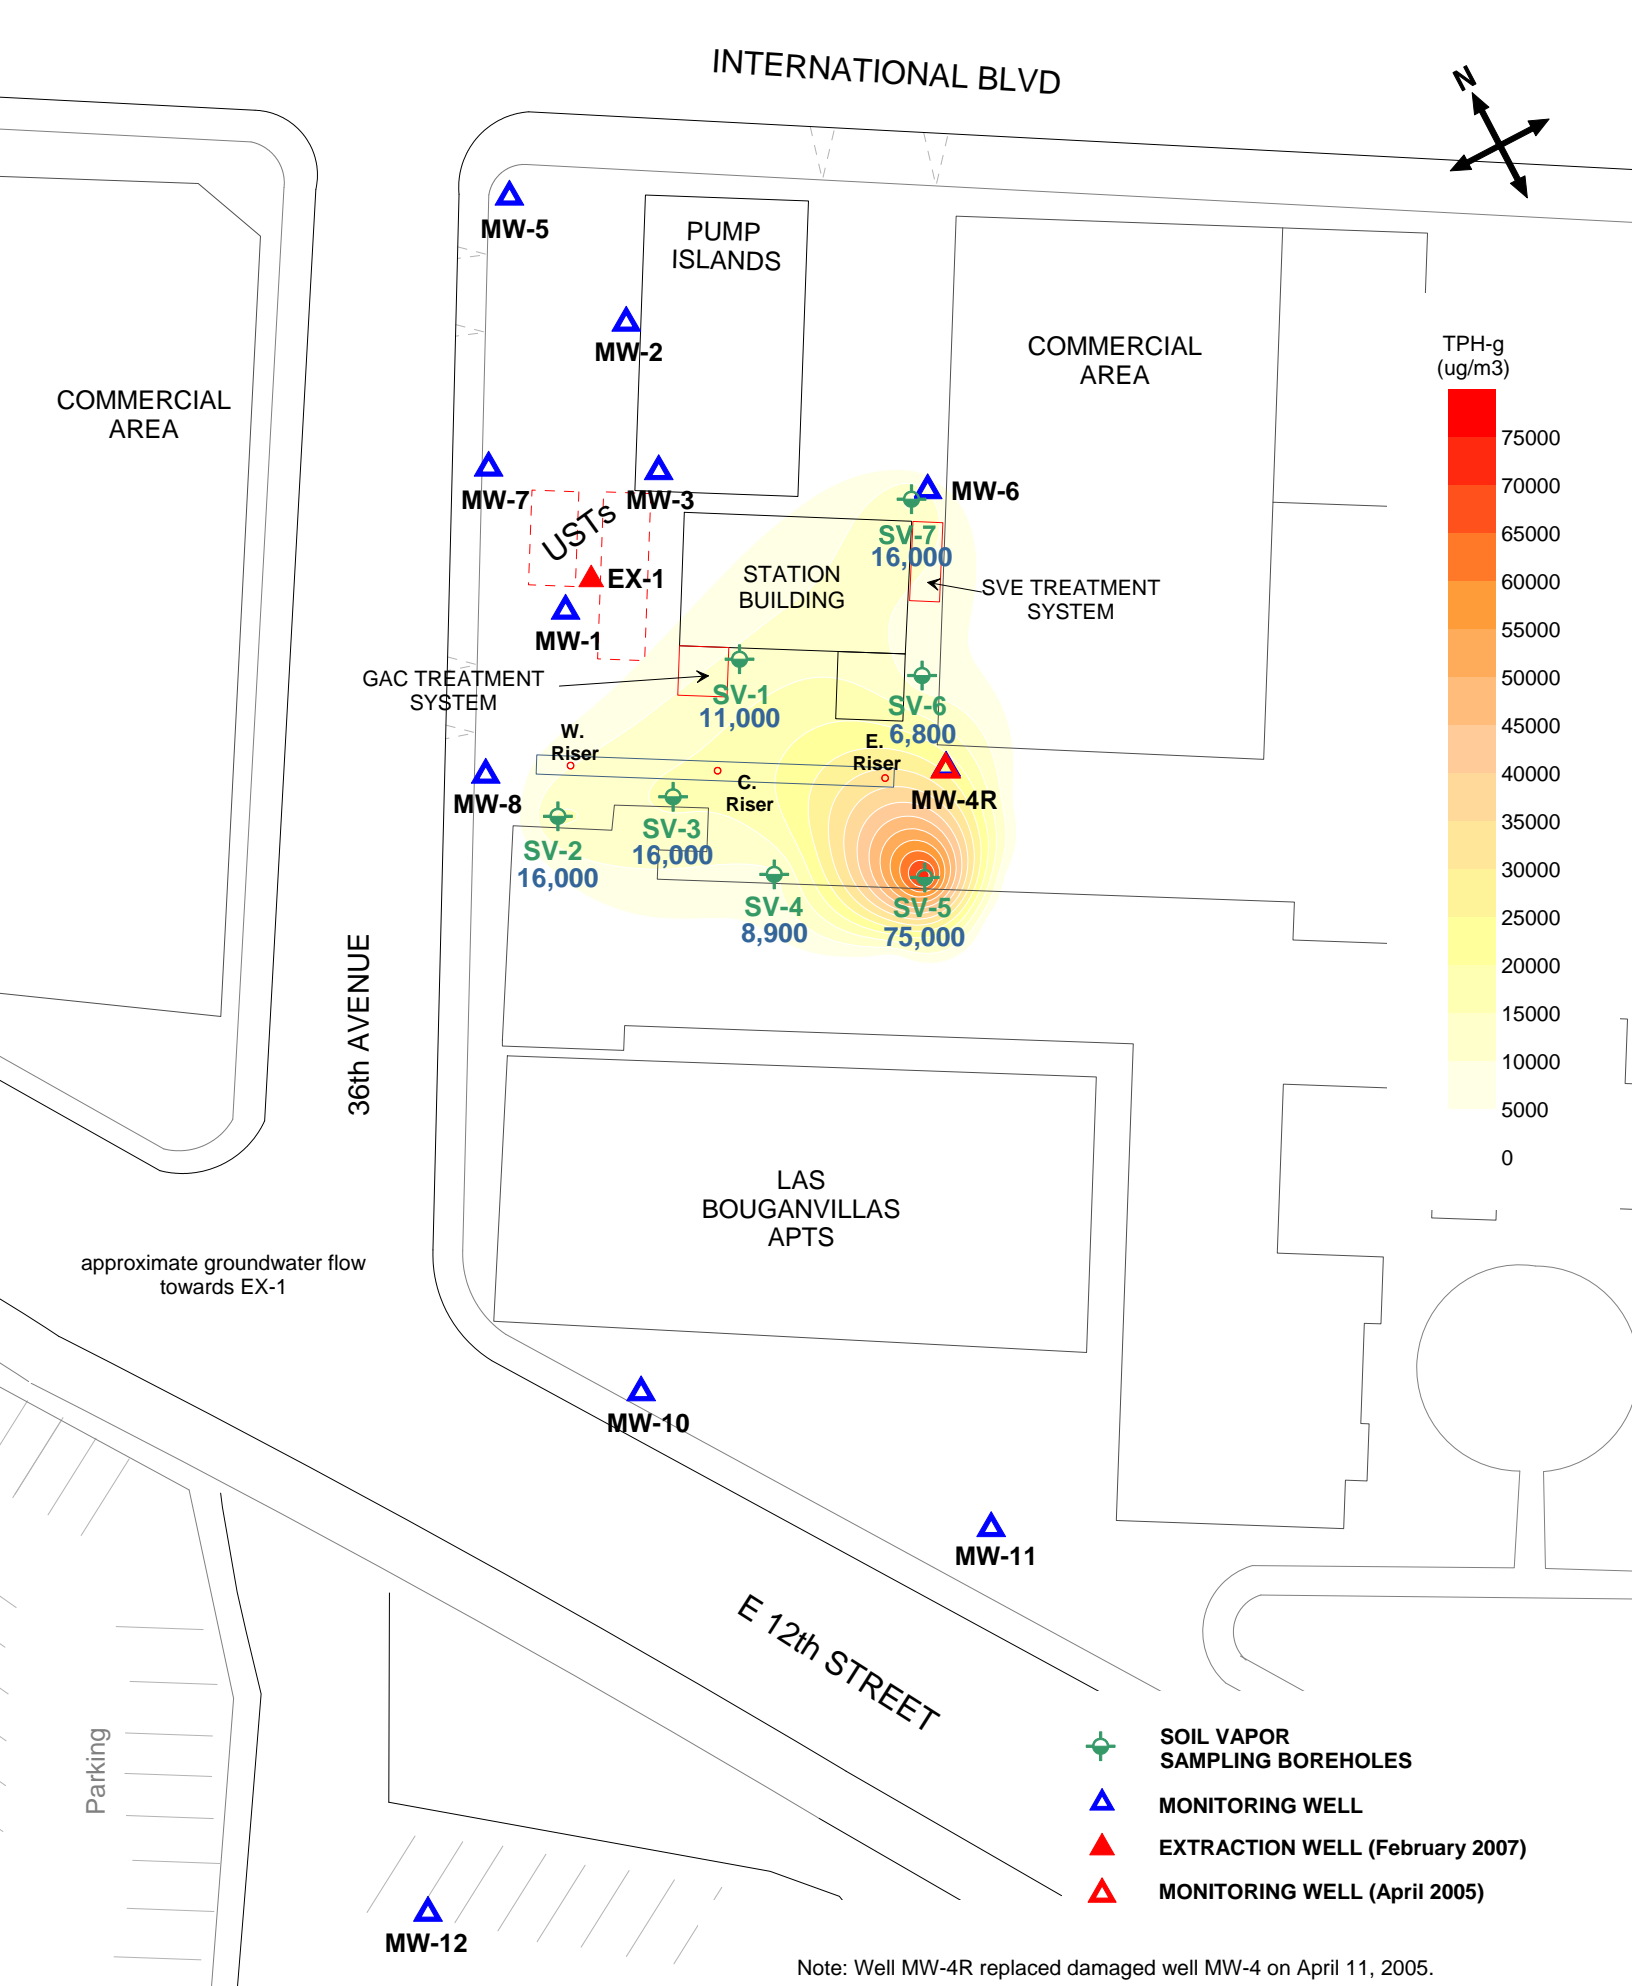 INTERNATIONAL BLVD
N
MW-5
PUMP
ISLANDS
MW-2
COMMERCIAL
AREA
TPH-g
(ug/m3)
COMMERCIAL
AREA
75000
70000
65000
60000
55000
50000
45000
40000
35000
30000
25000
20000
15000
10000
5000
0
MW-7
MW-3
MW-6
USTs
SV-7
16,000
EX-1
STATION
BUILDING
SVE TREATMENT
SYSTEM
MW-1
GAC TREATMENT
SYSTEM
SV-1
11,000
SV-6
6,800
W.
Riser
E.
Riser
C.
Riser
MW-8
MW-4R
SV-2
16,000
SV-3
16,000
SV-4
8,900
SV-5
75,000
36th AVENUE
LAS
BOUGANVILLAS
APTS
approximate groundwater flow
towards EX-1
MW-10
MW-11
E 12th STREET
Parking
MW-12
SOIL VAPOR
SAMPLING BOREHOLES
MONITORING WELL
EXTRACTION WELL (February 2007)
MONITORING WELL (April 2005)
Note: Well MW-4R replaced damaged well MW-4 on April 11, 2005.